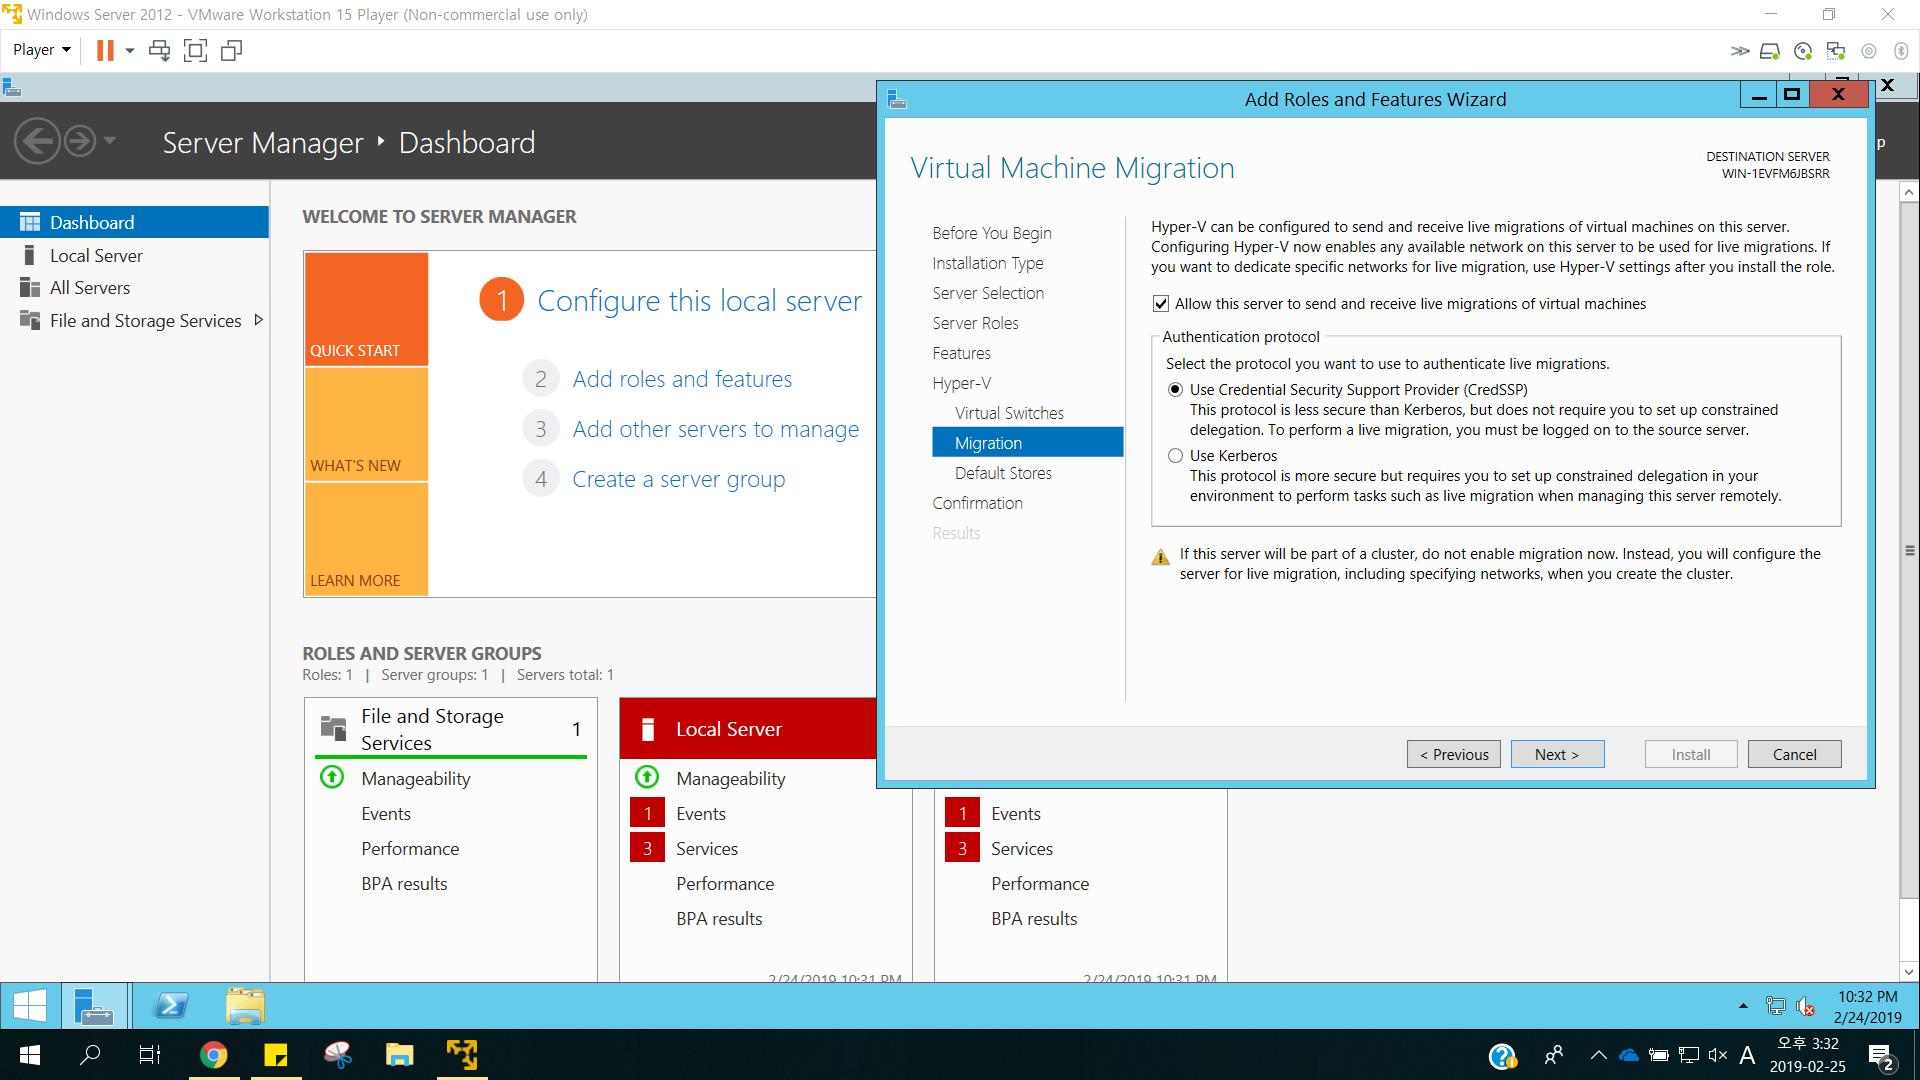 Windows Server 2012 - VMware Workstation 15 Player (Non-commercial use only)
Player
Server Manager
Dashboard
Dashboard
Local Server
All Servers
File and Storage Services
WELCOME TO SERVER MANAGER
QUICK START
WHAT'S NEW
LEARN MORE
1 Configure this local server
2 Add roles and features
3 Add other servers to manage
4 Create a server group
ROLES AND SERVER GROUPS
Roles: 1 | Server groups: 1 | Servers total: 1
File and Storage
Services
1
Manageability
Events
Performance
BPA results
Local Server
Manageability
1 Events
3 Services
Performance
BPA results
2/24/2019 10:31 PM
1 Events
3 Services
Performance
BPA results
2/24/2019 10:31 PM
p
Add Roles and Features Wizard
X
X
Virtual Machine Migration
DESTINATION SERVER
WIN-1EVFM6JBSRR
Before You Begin
Installation Type
Server Selection
Server Roles
Features
Hyper-V
Virtual Switches
Migration
Default Stores
Confirmation
Results
Hyper-V can be configured to send and receive live migrations of virtual machines on this server.
Configuring Hyper-V now enables any available network on this server to be used for live migrations. If
you want to dedicate specific networks for live migration, use Hyper-V settings after you install the role.
Allow this server to send and receive live migrations of virtual machines
Authentication protocol
Select the protocol you want to use to authenticate live migrations.
Use Credential Security Support Provider (CredSSP)
This protocol is less secure than Kerberos, but does not require you to set up constrained
delegation. To perform a live migration, you must be logged on to the source server.
Use Kerberos
This protocol is more secure but requires you to set up constrained delegation in your
environment to perform tasks such as live migration when managing this server remotely.
If this server will be part of a cluster, do not enable migration now. Instead, you will configure the
server for live migration, including specifying networks, when you create the cluster.
< Previous
Next >
Install
Cancel
10:32 PM
2/24/2019
A
오후 3:32
2019-02-25
2